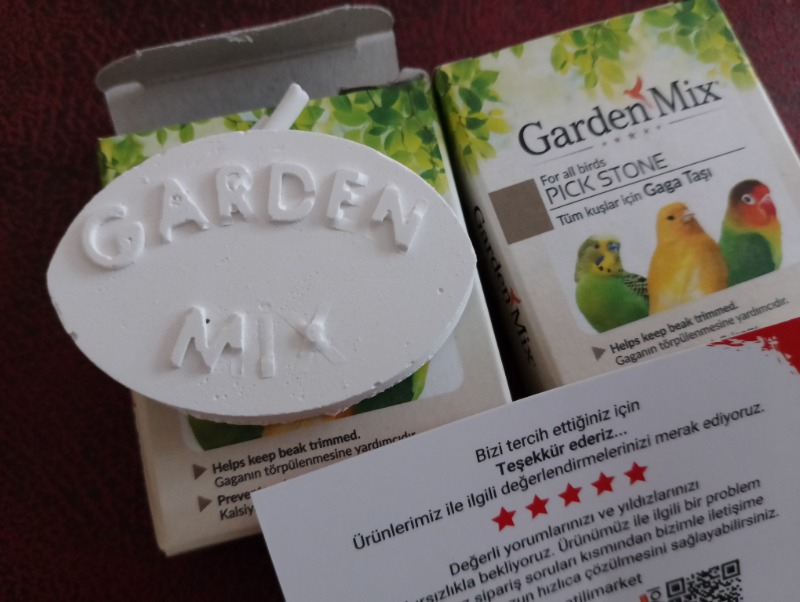 GARDEN
MIX
Garden Mix
For all birds
PICK STONE
Tüm kuşlar için Gaga Taşı
Helps keep beak trimmed.
Gaganın törpülenmesine yardımcıdır.
Garden Mix
Helps keep beak trimmed.
Gaganın törpülenmesine yardımcıdır.
Bizi tercih ettiğiniz için
Teşekkür ederiz...
Ürünlerimiz ile ilgili değerlendirmelerinizi merak ediyoruz.
Değerli yorumlarınızı ve yıldızlarınızı
bekliyoruz. Ürünümüz ile ilgili bir problem
sipariş soruları kısmından bizimle iletişime
hızlıca çözülmesini sağlayabilirsiniz.